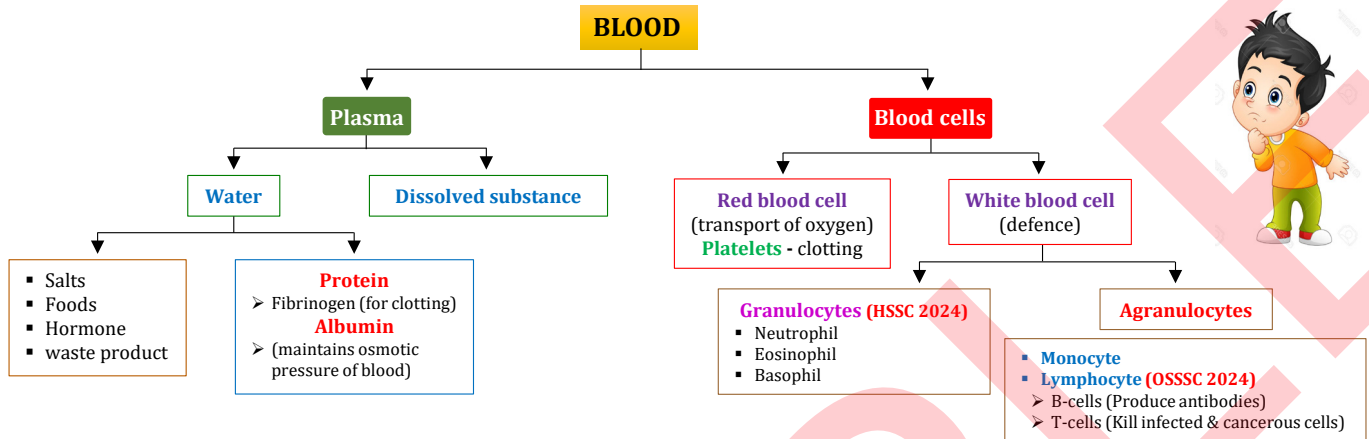 BLOOD
Plasma
Blood cells
Water
Dissolved substance
Red blood cell
(transport of oxygen)
Platelets - clotting
White blood cell
(defence)
▪ Salts
▪ Foods
▪ Hormone
▪ waste product
Protein
➢ Fibrinogen (for clotting)
Albumin
➢ (maintains osmotic
pressure of blood)
Granulocytes (HSSC 2024)
▪ Neutrophil
▪ Eosinophil
▪ Basophil
Agranulocytes
▪ Monocyte
▪ Lymphocyte (OSSSC 2024)
➢ B-cells (Produce antibodies)
➢ T-cells (Kill infected & cancerous cells)